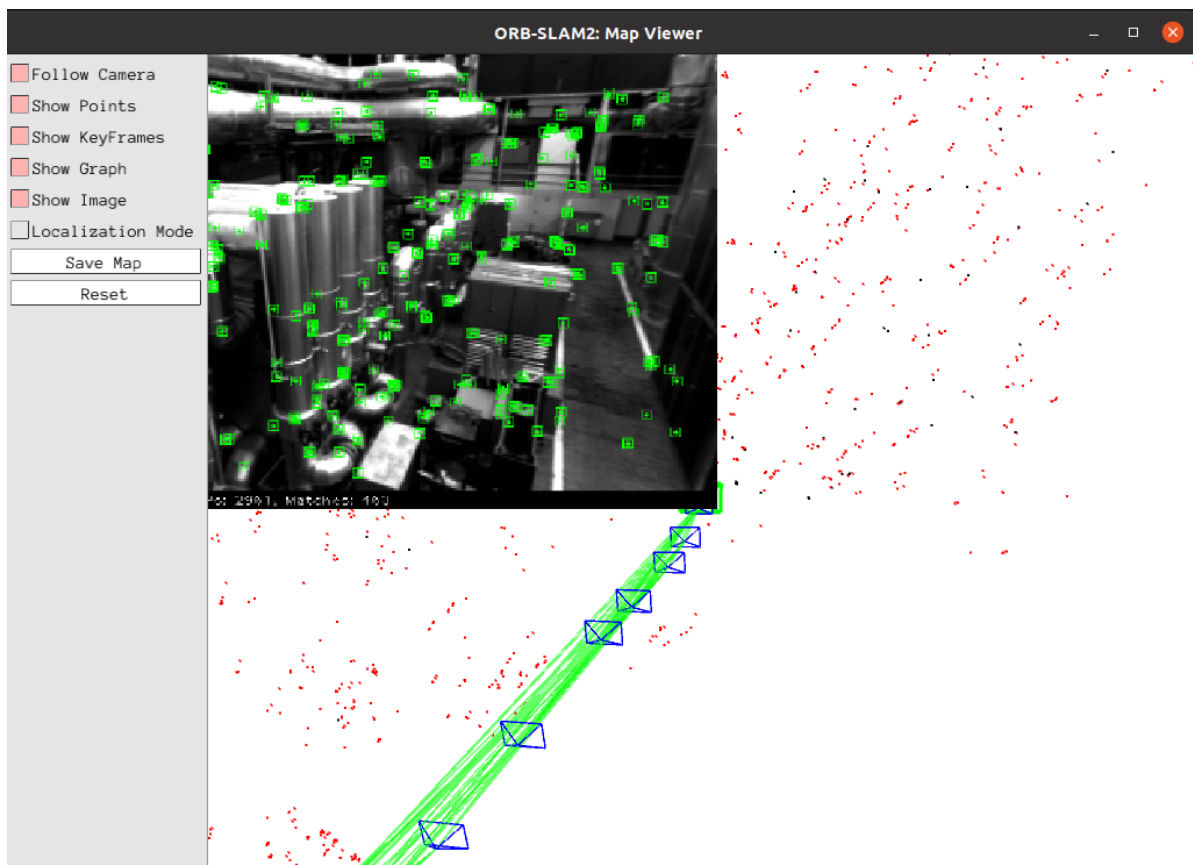 ORB-SLAM2: Map Viewer
Follow Camera
Show Points
Show KeyFrames
Show Graph
Show Image
Localization Mode
Save Map
Reset
Matches: